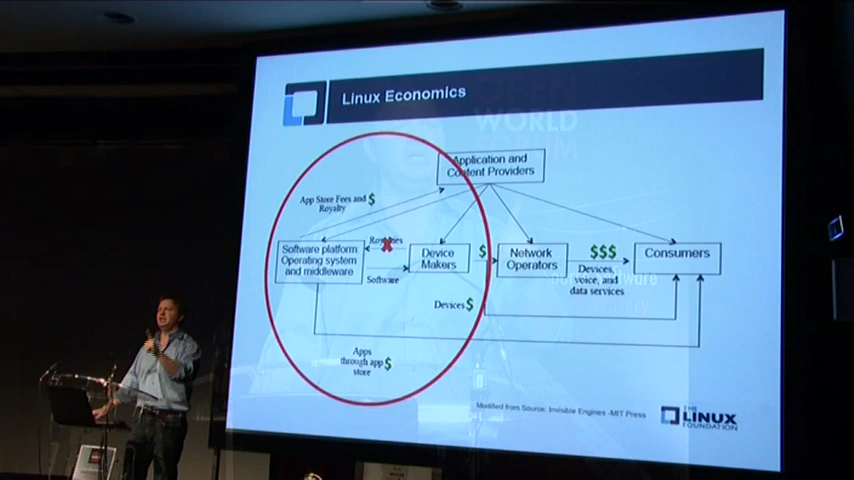 Linux Economics
OPEN
WORLD
Application and
Content Providers
App Store Fees and $
Royalty
Software platform:
Operating system
and middleware
Software
Device
Makers
$
Network
Operators
$$$
Devices,
voice, and
data services
Consumers
Devices $
Apps
through app $
store
Modified from Source: Invisible Engines -MIT Press
THE
LINUX
FOUNDATION